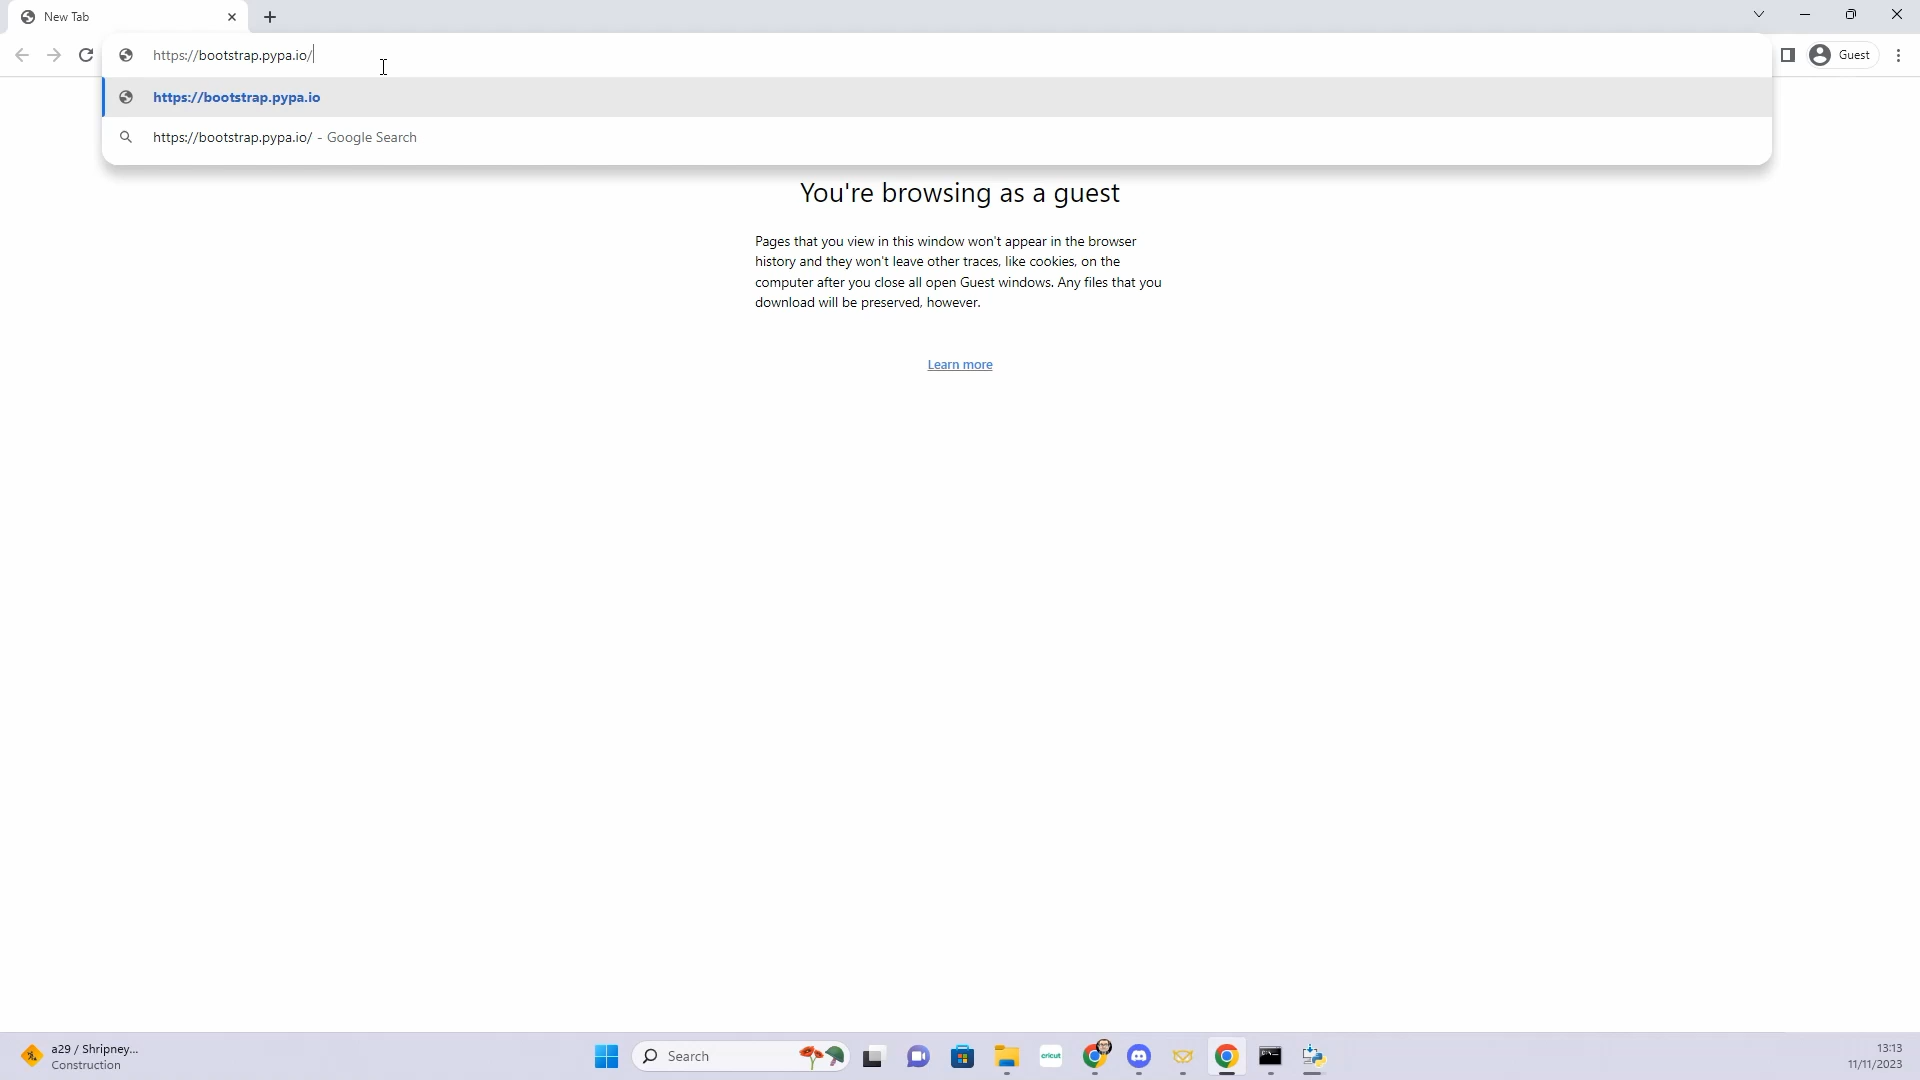 New Tab
https://bootstrap.pypa.io/
Guest
https://bootstrap.pypa.io
https://bootstrap.pypa.io/ - Google Search
You're browsing as a guest
Pages that you view in this window won't appear in the browser
history and they won't leave other traces, like cookies, on the
computer after you close all open Guest windows. Any files that you
download will be preserved, however.
Learn more
a29 / Shripney...
Construction
Search
cricut
13:13
11/11/2023